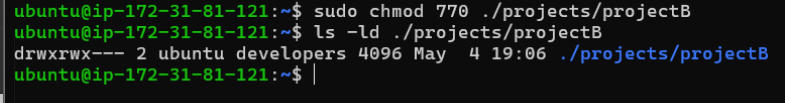 ubuntu@ip-172-31-81-121:~$ sudo chmod 770 ./projects/projectB
ubuntu@ip-172-31-81-121:~$ ls -ld ./projects/projectB
drwxrwx--- 2 ubuntu developers 4096 May  4 19:06 ./projects/projectB
ubuntu@ip-172-31-81-121:~$